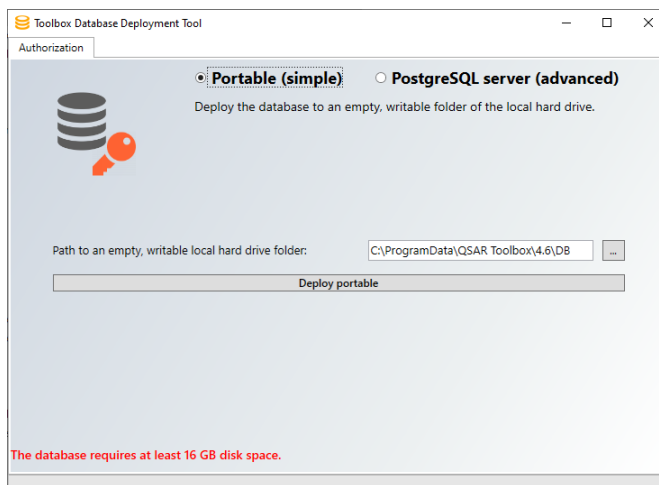 Toolbox Database Deployment Tool
Authorization
Portable (simple) PostgreSQL server (advanced)
Deploy the database to an empty, writable folder of the local hard drive.
Path to an empty, writable local hard drive folder: C:\ProgramData\QSAR Toolbox\4.6\DB ...
Deploy portable
The database requires at least 16 GB disk space.